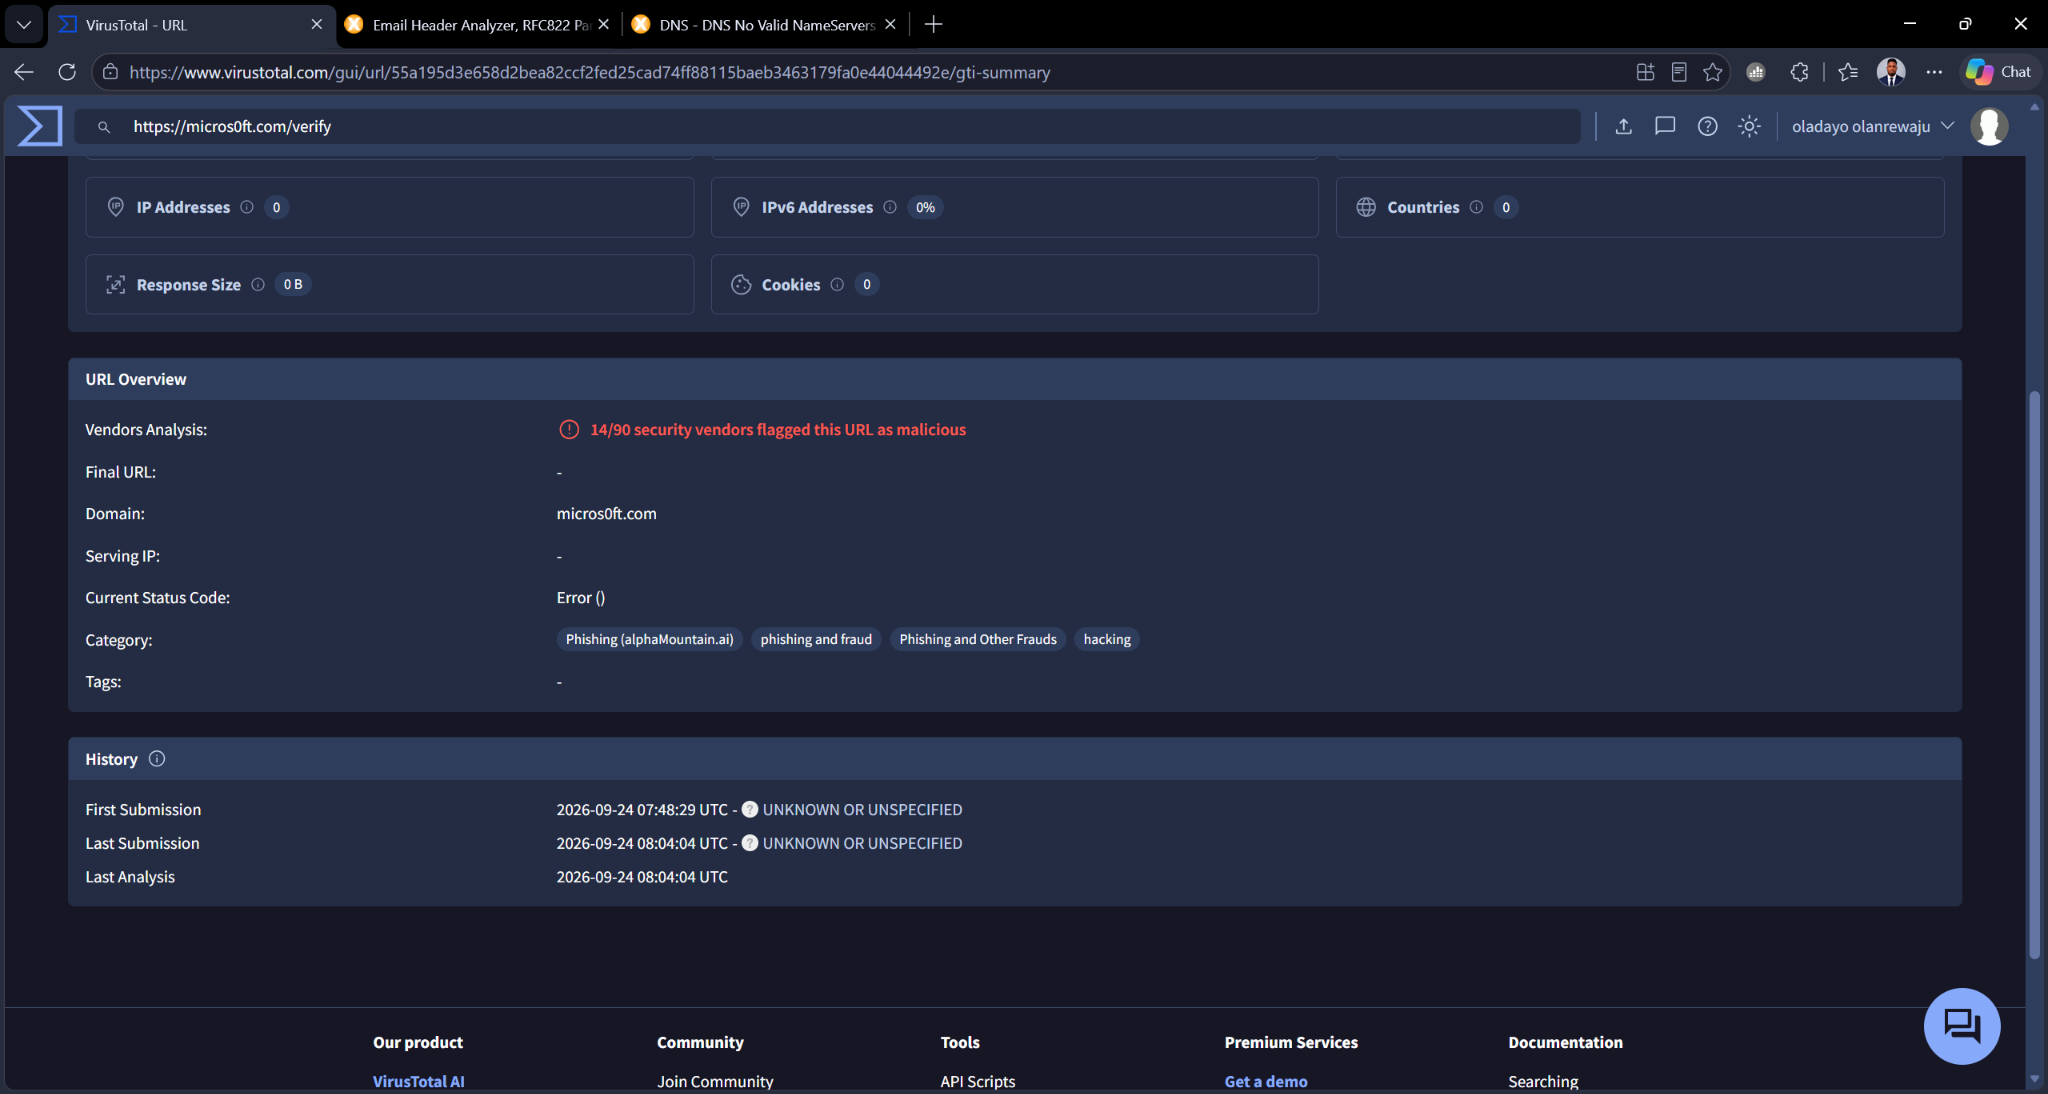 VirusTotal - URL
Email Header Analyzer, RFC822 Pa
DNS - DNS No Valid NameServers
https://www.virustotal.com/gui/url/55a195d3e658d2bea82ccf2fed25cad74ff88115baeb3463179fa0e44044492e/gti-summary
Chat
https://micros0ft.com/verify
oladayo olanrewaju
IP Addresses 0
IPv6 Addresses 0%
Countries 0
Response Size 0 B
Cookies 0
URL Overview
Vendors Analysis: 14/90 security vendors flagged this URL as malicious
Final URL: -
Domain: micros0ft.com
Serving IP: -
Current Status Code: Error ()
Category: Phishing (alphaMountain.ai) phishing and fraud Phishing and Other Frauds hacking
Tags: -
History
First Submission 2026-09-24 07:48:29 UTC - ? UNKNOWN OR UNSPECIFIED
Last Submission 2026-09-24 08:04:04 UTC - ? UNKNOWN OR UNSPECIFIED
Last Analysis 2026-09-24 08:04:04 UTC
Our product Community Tools Premium Services Documentation
VirusTotal AI Join Community API Scripts Get a demo Searching